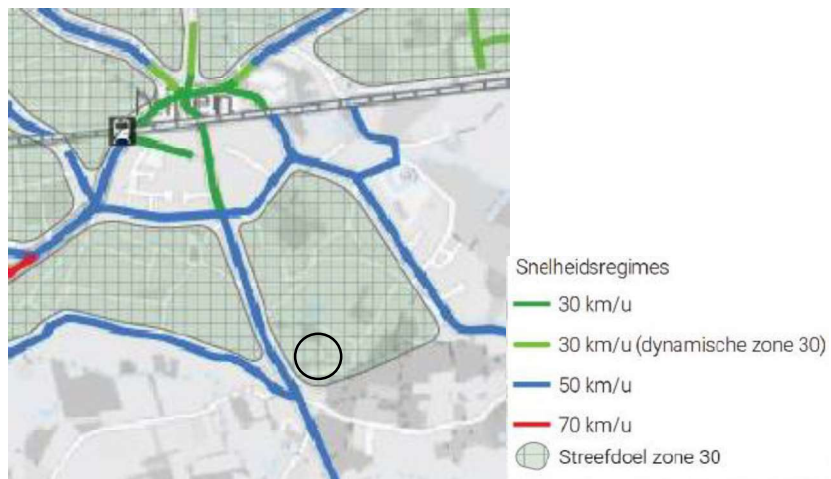 Snelheidsregimes
30 km/u
30 km/u (dynamische zone 30)
50 km/u
70 km/u
Streefdoel zone 30